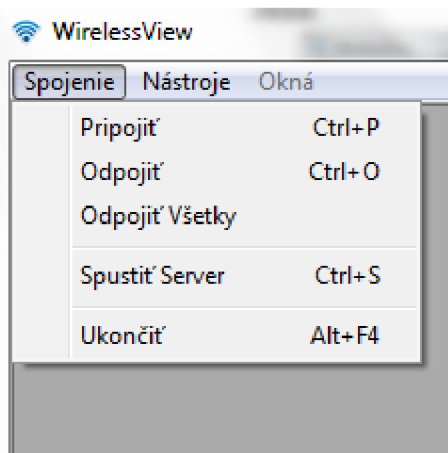 WirelessView
Spojenie Nástroje Okná
Pripojiť Ctrl+P
Odpojiť Ctrl+O
Odpojiť Všetky
Spustiť Server Ctrl+S
Ukončiť Alt+F4